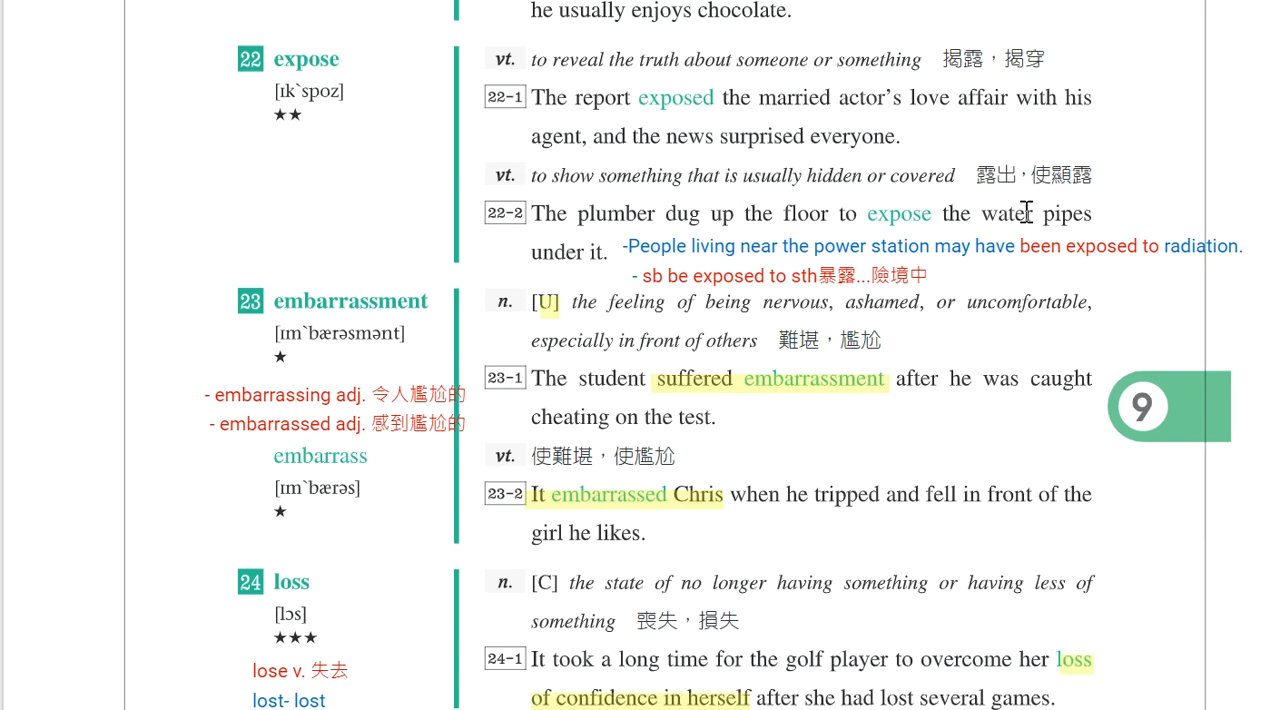 he usually enjoys chocolate.
22 expose
vt. to reveal the truth about someone or something 揭露，揭穿
[ɪk`spoz]
★★
22-1 The report exposed the married actor's love affair with his
agent, and the news surprised everyone.
vt. to show something that is usually hidden or covered 露出，使顯露
22-2 The plumber dug up the floor to expose the water pipes
under it.
-People living near the power station may have been exposed to radiation.
- sb be exposed to sth暴露...險境中
23 embarrassment
n. [U] the feeling of being nervous, ashamed, or uncomfortable,
[ɪm`bærəsmənt]
especially in front of others 難堪，尷尬
★
23-1 The student suffered embarrassment after he was caught
cheating on the test.
- embarrassing adj. 令人尷尬的
- embarrassed adj. 感到尷尬的
embarrass
vt. 使難堪，使尷尬
[ɪm`bærəs]
★
23-2 It embarrassed Chris when he tripped and fell in front of the
girl he likes.
9
24 loss
n. [C] the state of no longer having something or having less of
[lɔs]
something 喪失，損失
★★★
24-1 It took a long time for the golf player to overcome her loss
of confidence in herself after she had lost several games.
lose v. 失去
lost- lost